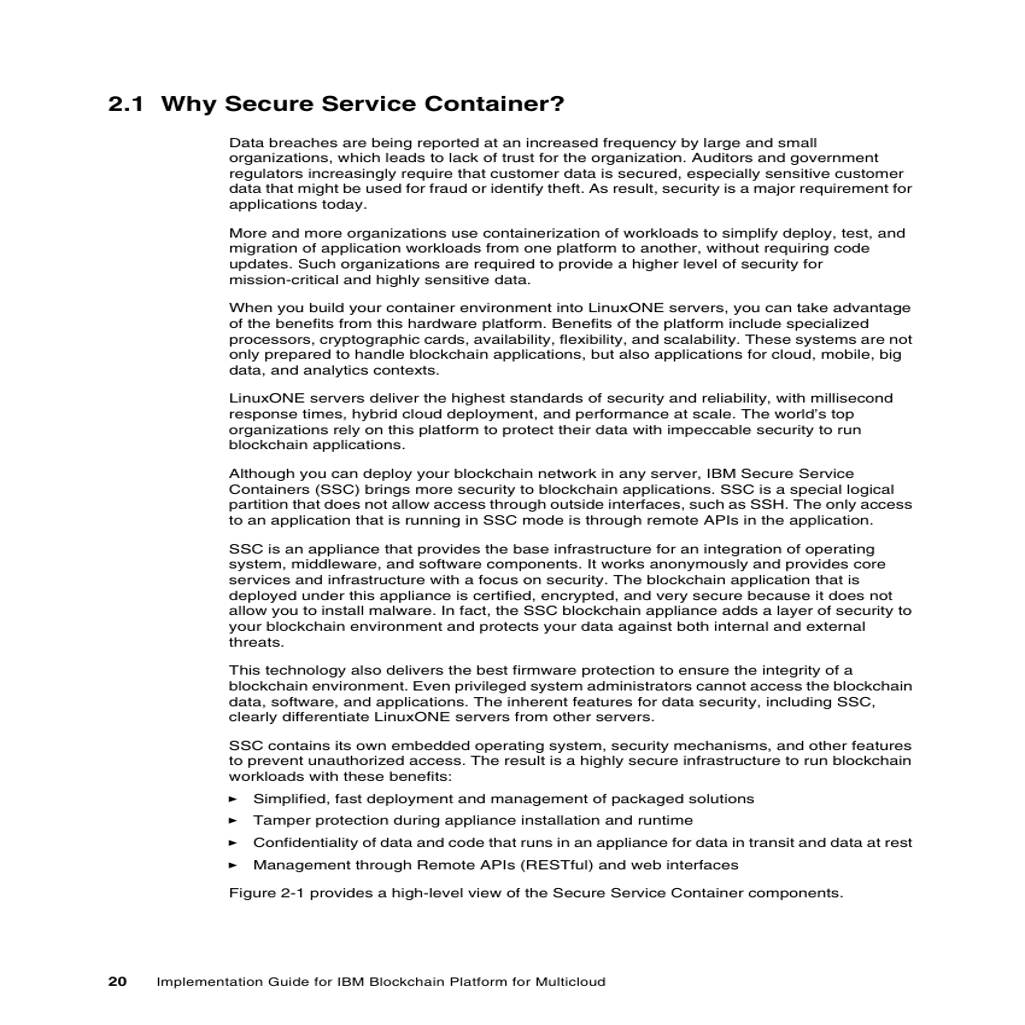 2.1 Why Secure Service Container?
Data breaches are being reported at an increased frequency by large and small
organizations, which leads to lack of trust for the organization. Auditors and government
regulators increasingly require that customer data is secured, especially sensitive customer
data that might be used for fraud or identify theft. As result, security is a major requirement for
applications today.
More and more organizations use containerization of workloads to simplify deploy, test, and
migration of application workloads from one platform to another, without requiring code
updates. Such organizations are required to provide a higher level of security for
mission-critical and highly sensitive data.
When you build your container environment into LinuxONE servers, you can take advantage
of the benefits from this hardware platform. Benefits of the platform include specialized
processors, cryptographic cards, availability, flexibility, and scalability. These systems are not
only prepared to handle blockchain applications, but also applications for cloud, mobile, big
data, and analytics contexts.
LinuxONE servers deliver the highest standards of security and reliability, with millisecond
response times, hybrid cloud deployment, and performance at scale. The world’s top
organizations rely on this platform to protect their data with impeccable security to run
blockchain applications.
Although you can deploy your blockchain network in any server, IBM Secure Service
Containers (SSC) brings more security to blockchain applications. SSC is a special logical
partition that does not allow access through outside interfaces, such as SSH. The only access
to an application that is running in SSC mode is through remote APIs in the application.
SSC is an appliance that provides the base infrastructure for an integration of operating
system, middleware, and software components. It works anonymously and provides core
services and infrastructure with a focus on security. The blockchain application that is
deployed under this appliance is certified, encrypted, and very secure because it does not
allow you to install malware. In fact, the SSC blockchain appliance adds a layer of security to
your blockchain environment and protects your data against both internal and external
threats.
This technology also delivers the best firmware protection to ensure the integrity of a
blockchain environment. Even privileged system administrators cannot access the blockchain
data, software, and applications. The inherent features for data security, including SSC,
clearly differentiate LinuxONE servers from other servers.
SSC contains its own embedded operating system, security mechanisms, and other features
to prevent unauthorized access. The result is a highly secure infrastructure to run blockchain
workloads with these benefits:
► Simplified, fast deployment and management of packaged solutions
► Tamper protection during appliance installation and runtime
► Confidentiality of data and code that runs in an appliance for data in transit and data at rest
► Management through Remote APIs (RESTful) and web interfaces
Figure 2-1 provides a high-level view of the Secure Service Container components.
20 Implementation Guide for IBM Blockchain Platform for Multicloud